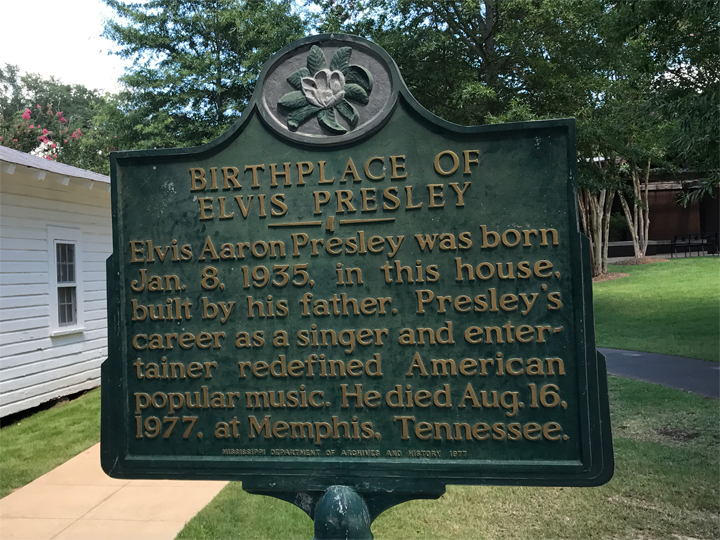 BIRTHPLACE OF
ELVIS PRESLEY
Elvis Aaron Presley was born
Jan. 8, 1935, in this house,
built by his father. Presley's
career as a singer and enter-
tainer redefined American
popular music. He died Aug. 16,
1977, at Memphis, Tennessee.
MISSISSIPPI DEPARTMENT OF ARCHIVES AND HISTORY 1977